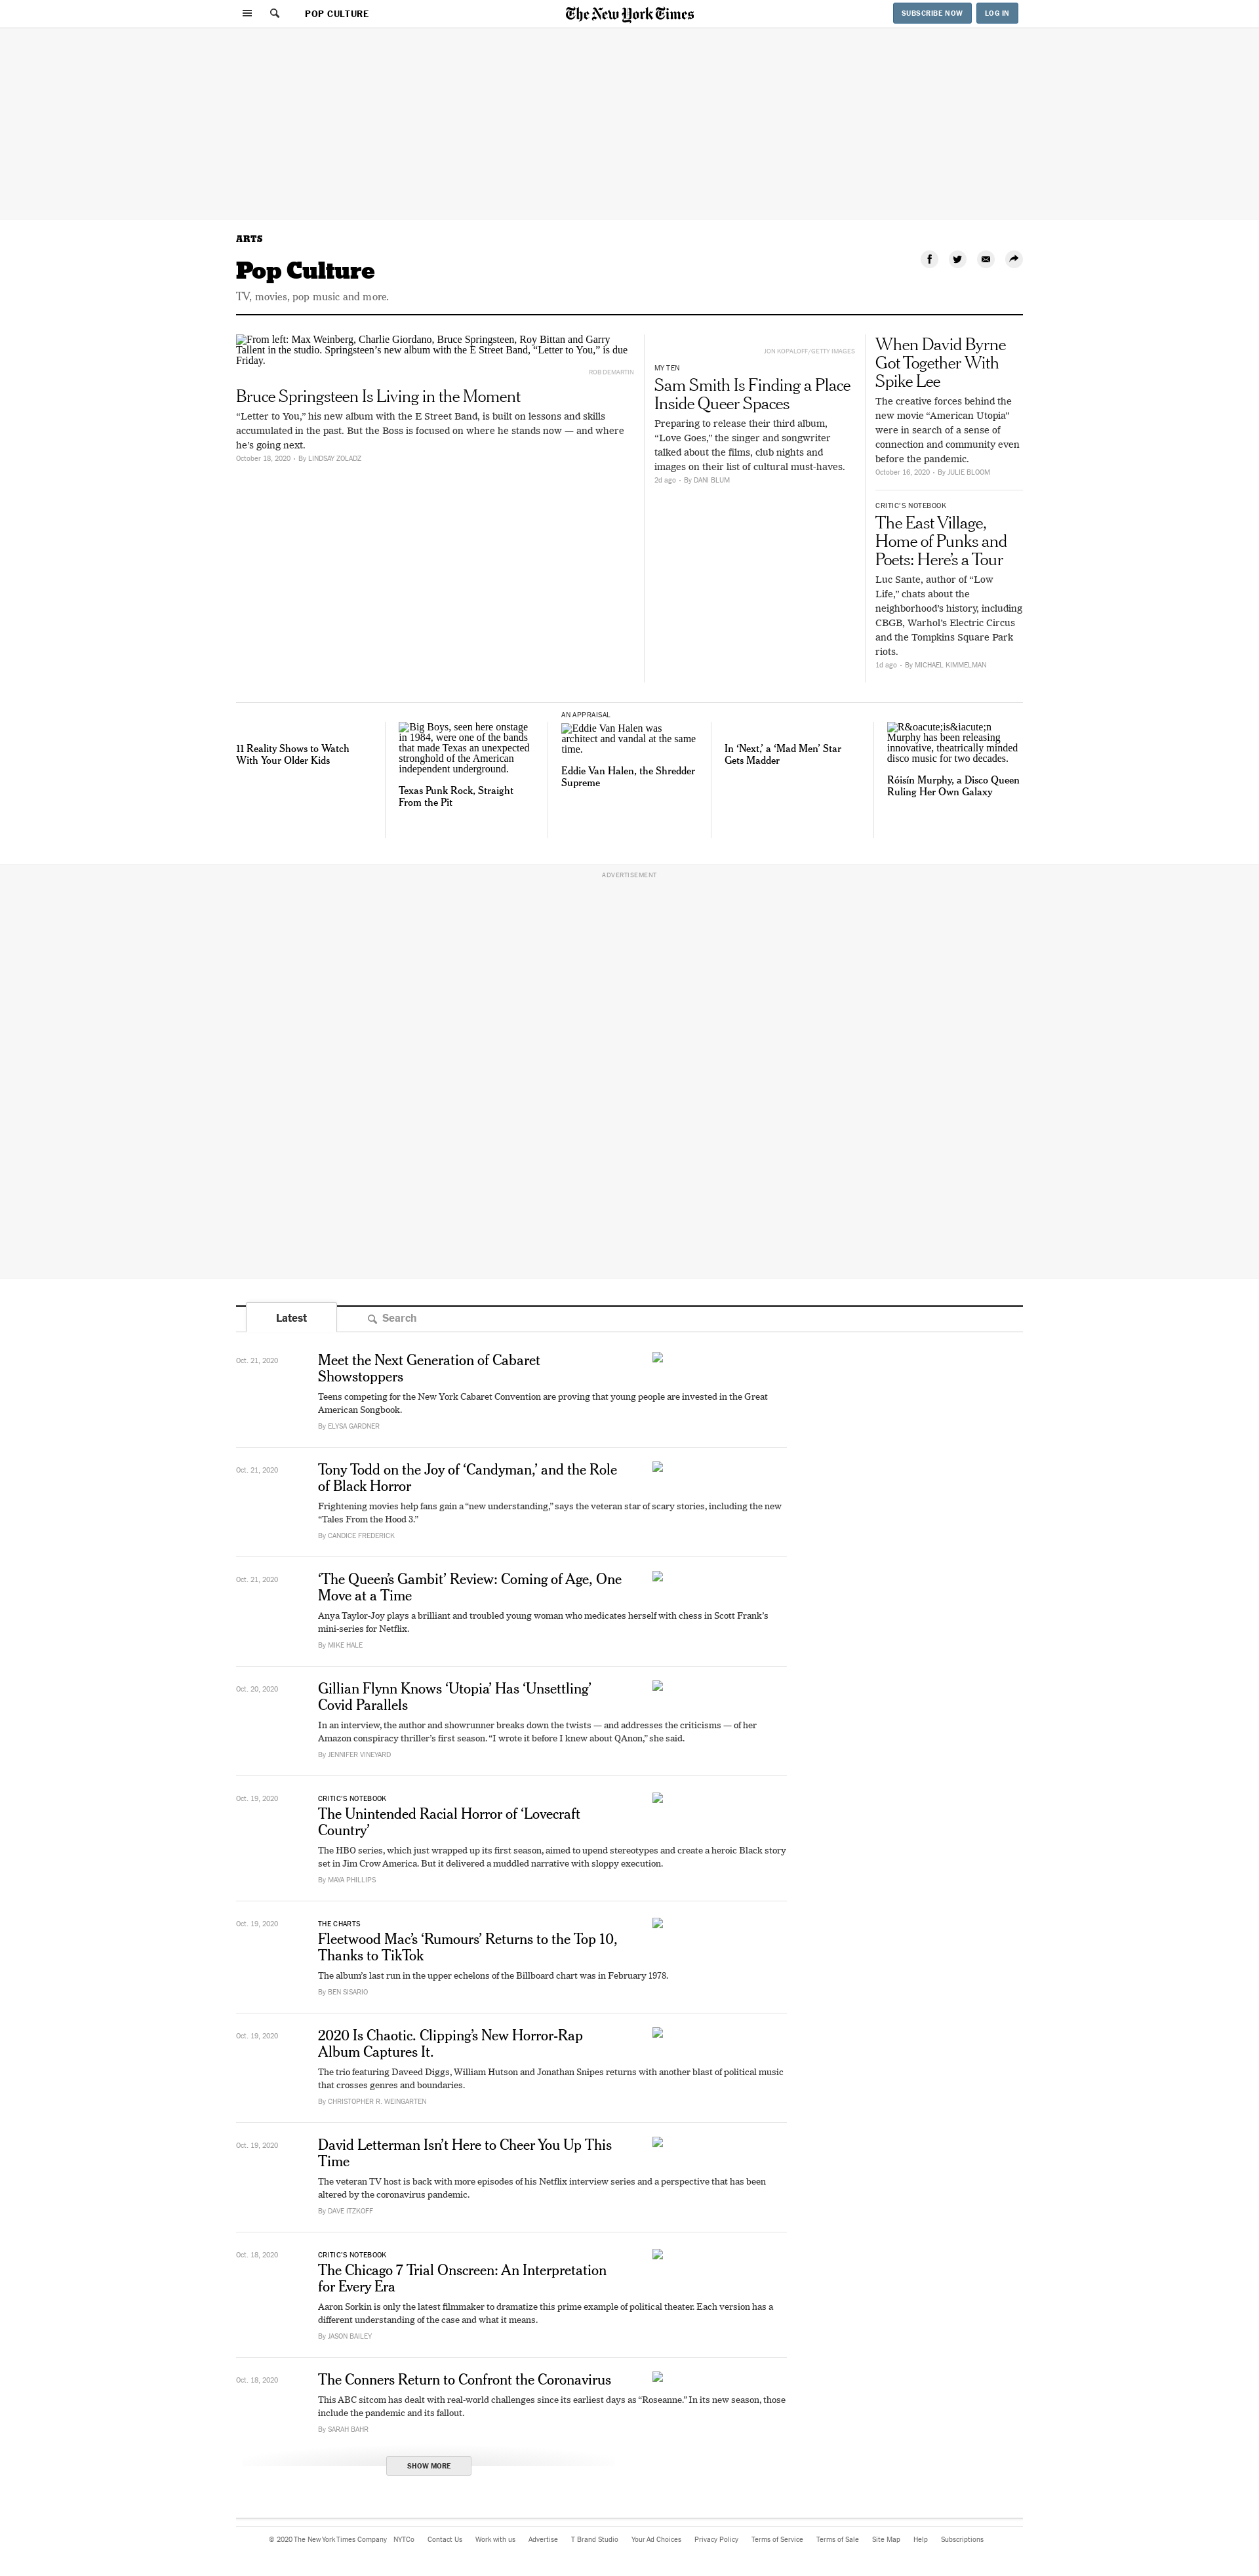 POP CULTURE
The New York Times
SUBSCRIBE NOW
LOG IN
ARTS
Pop Culture
TV, movies, pop music and more.
From left: Max Weinberg, Charlie Giordano, Bruce Springsteen, Roy Bittan and Garry
Tallent in the studio. Springsteen’s new album with the E Street Band, “Letter to You,” is due
Friday.
ROB DEMARTIN
Bruce Springsteen Is Living in the Moment
“Letter to You,” his new album with the E Street Band, is built on lessons and skills
accumulated in the past. But the Boss is focused on where he stands now — and where
he’s going next.
October 18, 2020 • By LINDSAY ZOLADZ
JON KOPALOFF/GETTY IMAGES
MY TEN
Sam Smith Is Finding a Place
Inside Queer Spaces
Preparing to release their third album,
“Love Goes,” the singer and songwriter
talked about the films, club nights and
images on their list of cultural must-haves.
2d ago • By DANI BLUM
When David Byrne
Got Together With
Spike Lee
The creative forces behind the
new movie “American Utopia”
were in search of a sense of
connection and community even
before the pandemic.
October 16, 2020 • By JULIE BLOOM
CRITIC’S NOTEBOOK
The East Village,
Home of Punks and
Poets: Here’s a Tour
Luc Sante, author of “Low
Life,” chats about the
neighborhood’s history, including
CBGB, Warhol’s Electric Circus
and the Tompkins Square Park
riots.
1d ago • By MICHAEL KIMMELMAN
11 Reality Shows to Watch
With Your Older Kids
Big Boys, seen here onstage
in 1984, were one of the bands
that made Texas an unexpected
stronghold of the American
independent underground.
Texas Punk Rock, Straight
From the Pit
AN APPRAISAL
Eddie Van Halen was
architect and vandal at the same
time.
Eddie Van Halen, the Shredder
Supreme
In ‘Next,’ a ‘Mad Men’ Star
Gets Madder
R&oacute;is&iacute;n
Murphy has been releasing
innovative, theatrically minded
disco music for two decades.
Róisín Murphy, a Disco Queen
Ruling Her Own Galaxy
ADVERTISEMENT
Latest
Search
Oct. 21, 2020
Meet the Next Generation of Cabaret
Showstoppers
Teens competing for the New York Cabaret Convention are proving that young people are invested in the Great
American Songbook.
By ELYSA GARDNER
Oct. 21, 2020
Tony Todd on the Joy of ‘Candyman,’ and the Role
of Black Horror
Frightening movies help fans gain a “new understanding,” says the veteran star of scary stories, including the new
“Tales From the Hood 3.”
By CANDICE FREDERICK
Oct. 21, 2020
‘The Queen’s Gambit’ Review: Coming of Age, One
Move at a Time
Anya Taylor-Joy plays a brilliant and troubled young woman who medicates herself with chess in Scott Frank’s
mini-series for Netflix.
By MIKE HALE
Oct. 20, 2020
Gillian Flynn Knows ‘Utopia’ Has ‘Unsettling’
Covid Parallels
In an interview, the author and showrunner breaks down the twists — and addresses the criticisms — of her
Amazon conspiracy thriller’s first season. “I wrote it before I knew about QAnon,” she said.
By JENNIFER VINEYARD
Oct. 19, 2020
CRITIC’S NOTEBOOK
The Unintended Racial Horror of ‘Lovecraft
Country’
The HBO series, which just wrapped up its first season, aimed to upend stereotypes and create a heroic Black story
set in Jim Crow America. But it delivered a muddled narrative with sloppy execution.
By MAYA PHILLIPS
Oct. 19, 2020
THE CHARTS
Fleetwood Mac’s ‘Rumours’ Returns to the Top 10,
Thanks to TikTok
The album’s last run in the upper echelons of the Billboard chart was in February 1978.
By BEN SISARIO
Oct. 19, 2020
2020 Is Chaotic. Clipping’s New Horror-Rap
Album Captures It.
The trio featuring Daveed Diggs, William Hutson and Jonathan Snipes returns with another blast of political music
that crosses genres and boundaries.
By CHRISTOPHER R. WEINGARTEN
Oct. 19, 2020
David Letterman Isn’t Here to Cheer You Up This
Time
The veteran TV host is back with more episodes of his Netflix interview series and a perspective that has been
altered by the coronavirus pandemic.
By DAVE ITZKOFF
Oct. 18, 2020
CRITIC’S NOTEBOOK
The Chicago 7 Trial Onscreen: An Interpretation
for Every Era
Aaron Sorkin is only the latest filmmaker to dramatize this prime example of political theater. Each version has a
different understanding of the case and what it means.
By JASON BAILEY
Oct. 18, 2020
The Conners Return to Confront the Coronavirus
This ABC sitcom has dealt with real-world challenges since its earliest days as “Roseanne.” In its new season, those
include the pandemic and its fallout.
By SARAH BAHR
SHOW MORE
© 2020 The New York Times Company NYTCo Contact Us Work with us Advertise T Brand Studio Your Ad Choices Privacy Policy Terms of Service Terms of Sale Site Map Help Subscriptions